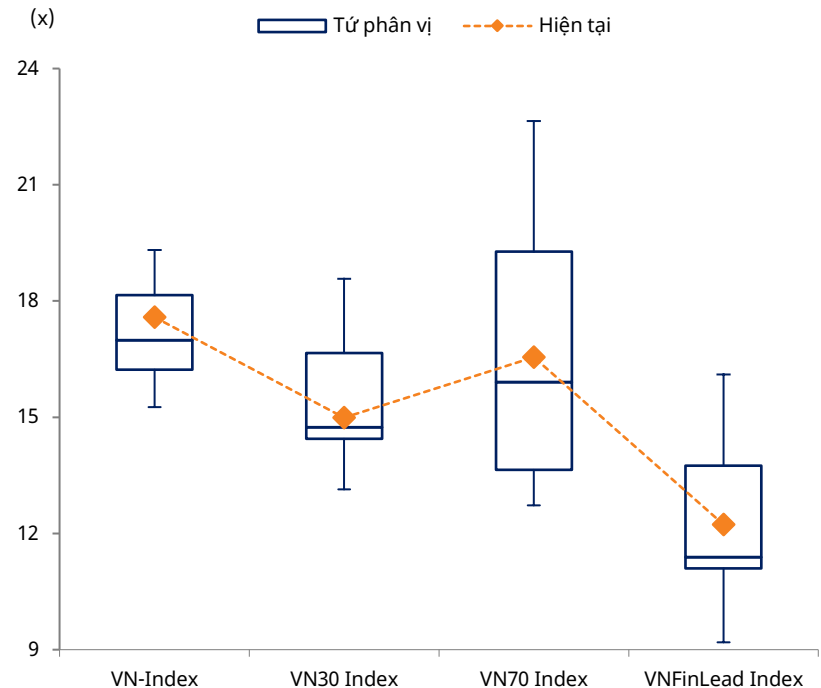 (x)
Tứ phân vị
Hiện tại
24
21
18
15
12
9
VN-Index
VN30 Index
VN70 Index
VNFinLead Index